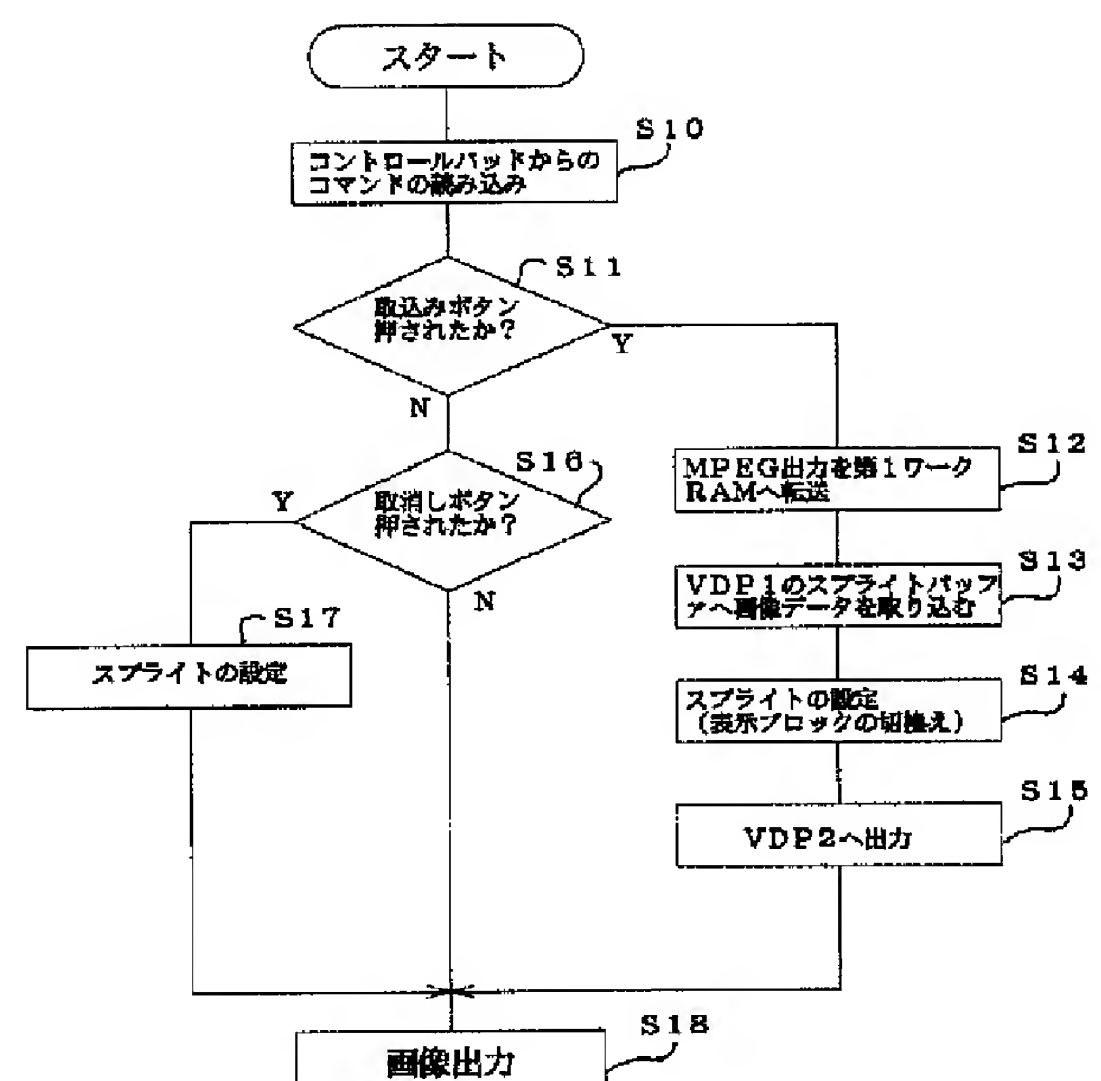 スタート
S10
コントロールパッドからの
コマンドの読み込み
S11
取込みボタン
押されたか？
Y
N
S12
MPEG出力を第1ワーク
RAMへ転送
S16
取消しボタン
押されたか？
Y
N
S13
VDP1のスプライトバッフ
ァへ画像データを取り込む
S17
スプライトの設定
S14
スプライトの設定
（表示ブロックの切換え）
S15
VDP2へ出力
S18
画像出力